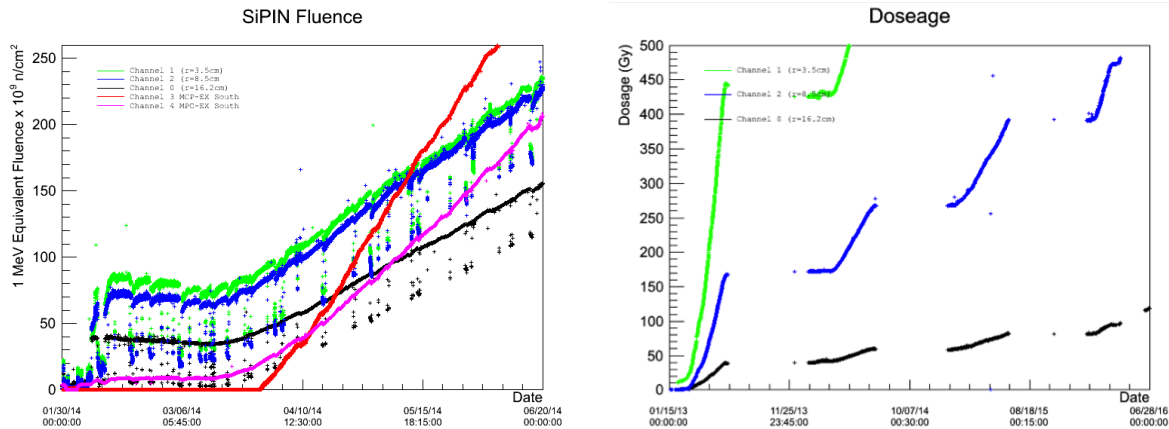 SiPIN Fluence
1 MeV Equivalent Fluence x 10⁹ n/cm²
250
200
150
100
50
0
Channel 1 (r=3.5cm)
Channel 2 (r=8.5cm
Channel 0 (r=16.2cm)
Channel 3 MCP-EX South
Channel 4 MPC-EX South
Date
01/30/14
00:00:00
03/06/14
05:45:00
04/10/14
12:30:00
05/15/14
18:15:00
06/20/14
00:00:00
Doseage
Dosage (Gy)
500
450
400
350
300
250
200
150
100
50
0
Channel 1 (r=3.5cm)
Channel 2 (r=8.5cm)
Channel 0 (r=16.2cm)
Date
01/15/13
00:00:00
11/25/13
23:45:00
10/07/14
00:30:00
08/18/15
00:15:00
06/28/16
00:00:00